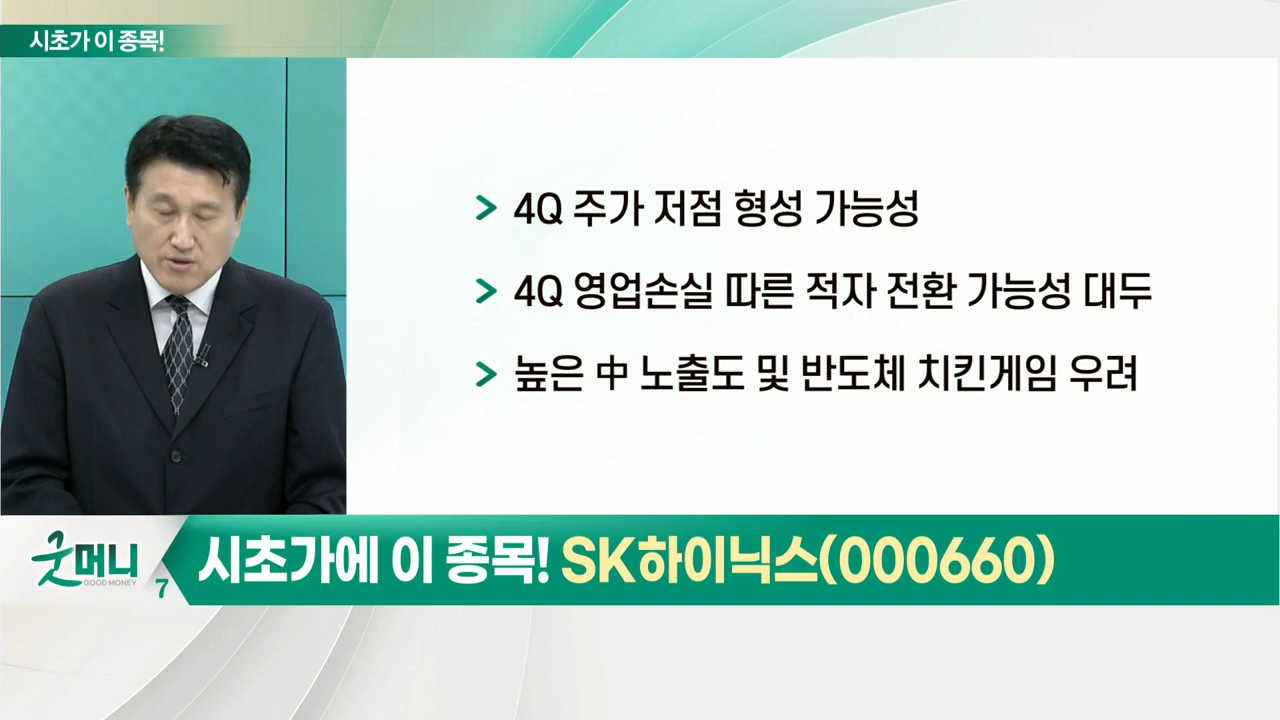 시초가 이 종목!
> 4Q 주가 저점 형성 가능성
> 4Q 영업손실 따른 적자 전환 가능성 대두
> 높은 中 노출도 및 반도체 치킨게임 우려
굿머니
GOOD MONEY
7
시초가에 이 종목! SK하이닉스(000660)